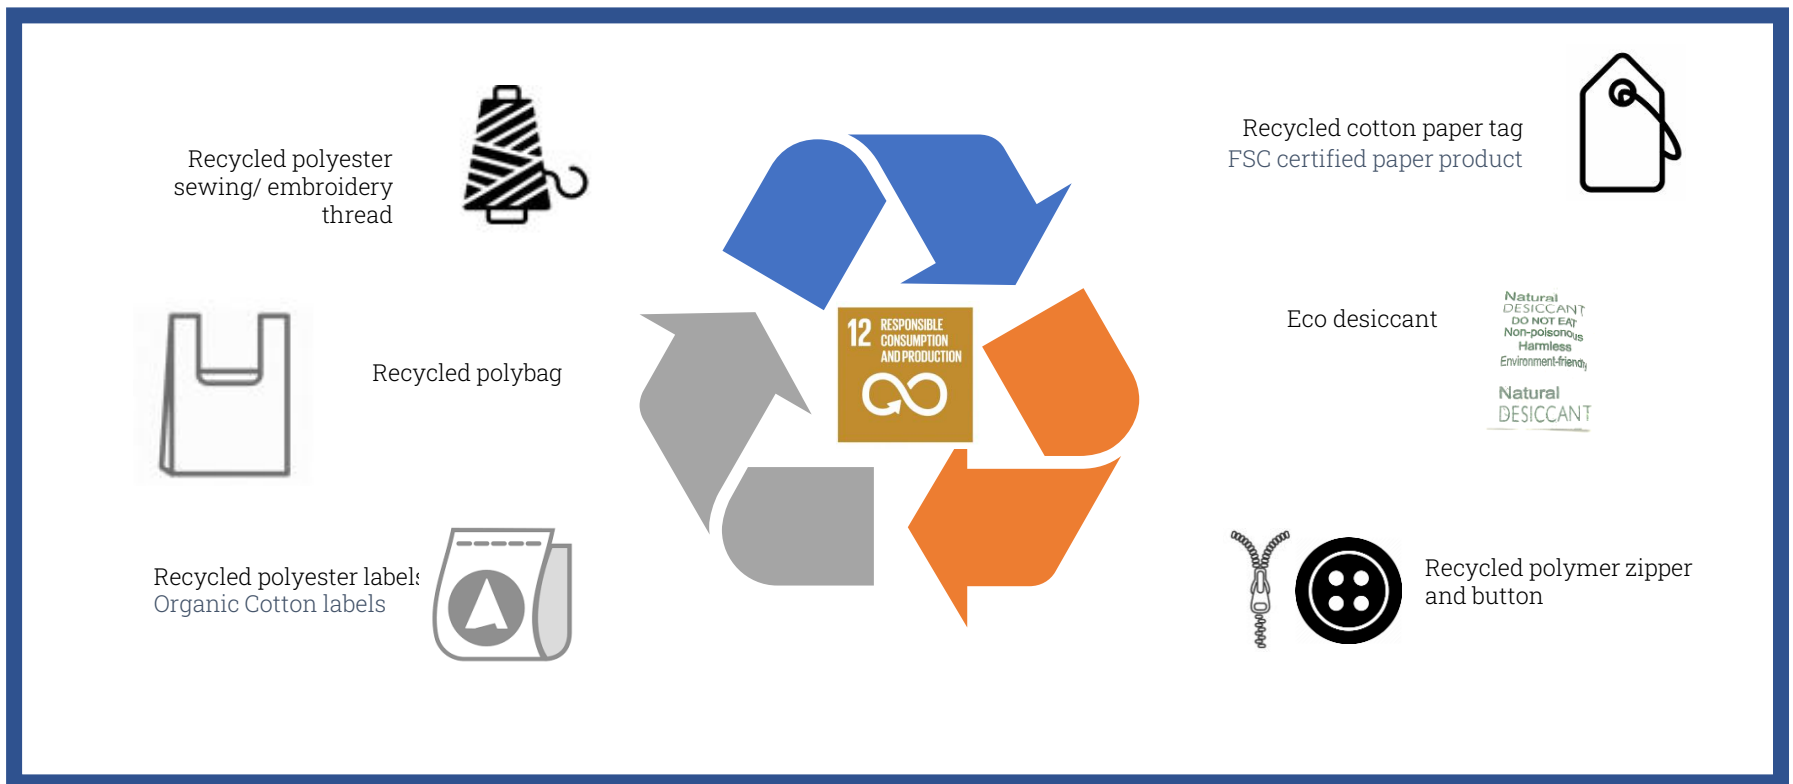 Recycled polyester
sewing/ embroidery
thread
Recycled cotton paper tag
FSC certified paper product
Recycled polybag
12 RESPONSIBLE
CONSUMPTION
AND PRODUCTION
Eco desiccant
Natural
DESICCANT
DO NOT EAT
Non-poisonous
Harmless
Environment-friendly
Natural
DESICCANT
Recycled polyester labels
Organic Cotton labels
Recycled polymer zipper
and button